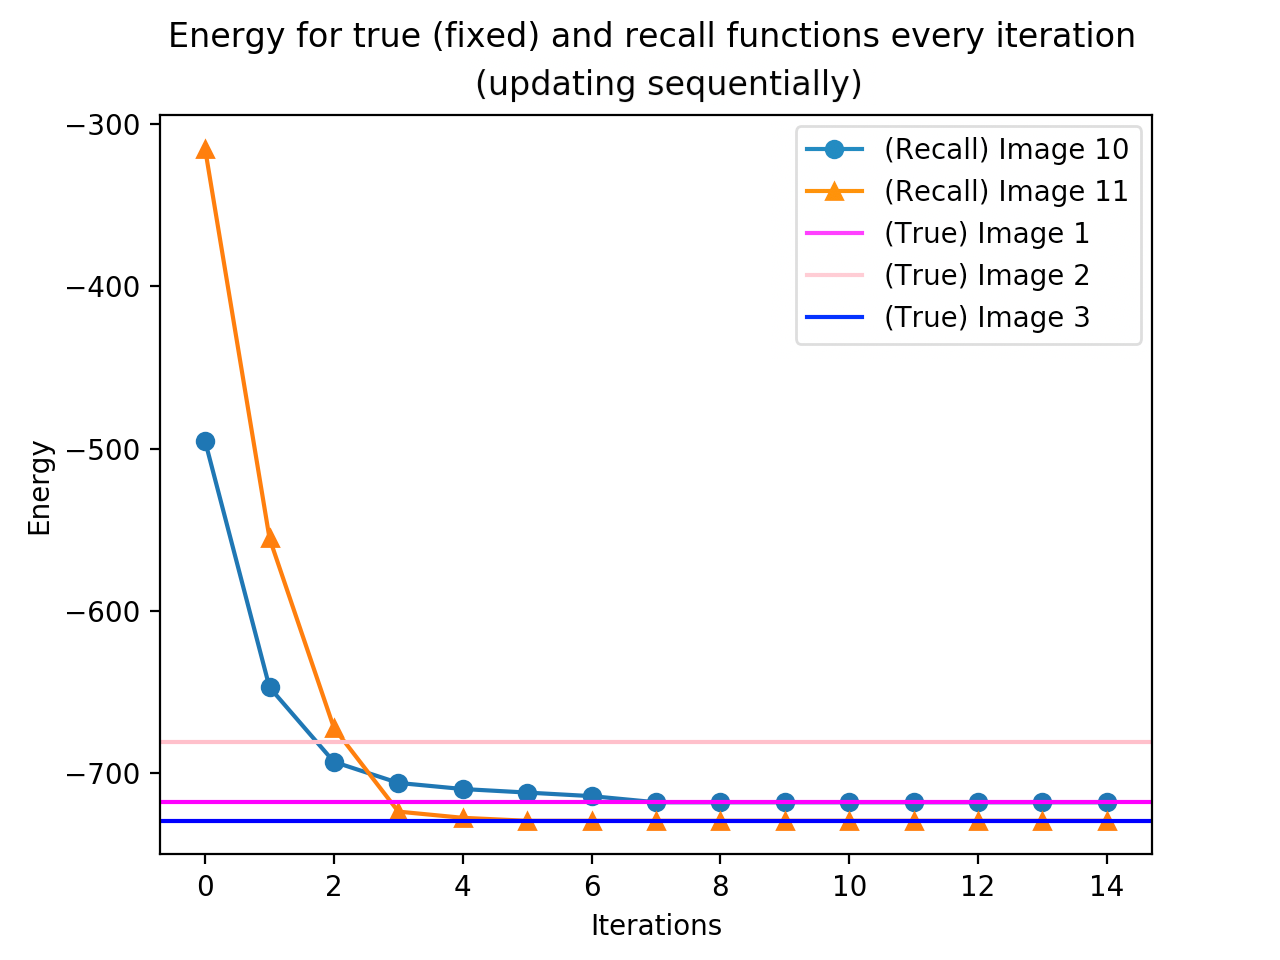 Energy for true (fixed) and recall functions every iteration
(updating sequentially)
−300
−400
−500
−600
−700
Energy
(Recall) Image 10
(Recall) Image 11
(True) Image 1
(True) Image 2
(True) Image 3
0 2 4 6 8 10 12 14
Iterations